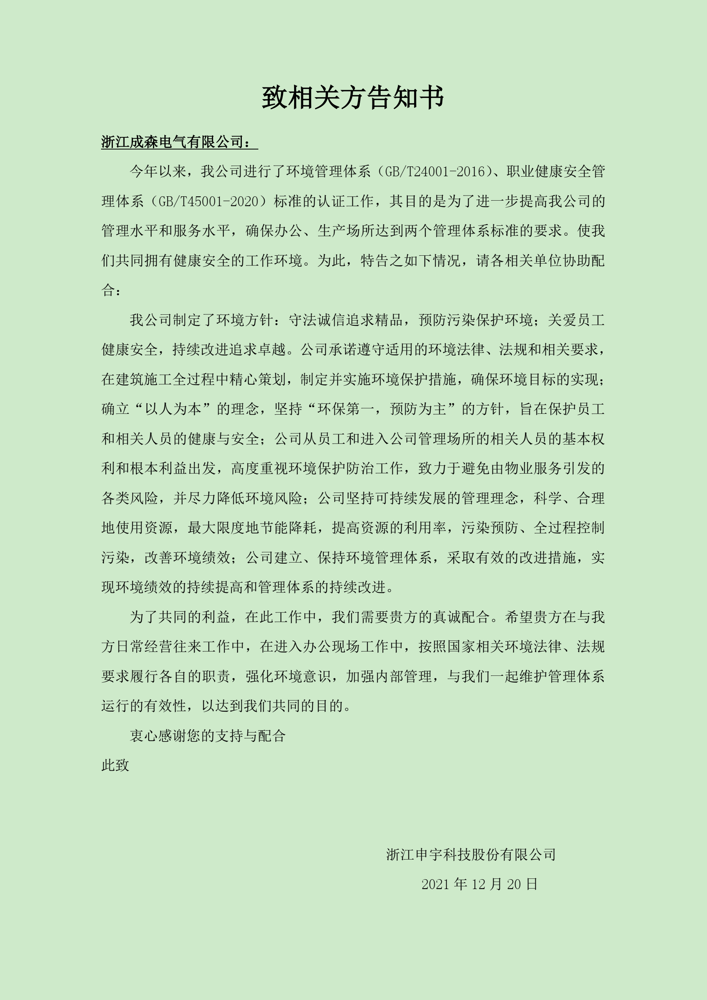 致相关方告知书
浙江成森电气有限公司：
今年以来，我公司进行了环境管理体系（GB/T24001-2016）、职业健康安全管
理体系（GB/T45001-2020）标准的认证工作，其目的是为了进一步提高我公司的
管理水平和服务水平，确保办公、生产场所达到两个管理体系标准的要求。使我
们共同拥有健康安全的工作环境。为此，特告之如下情况，请各相关单位协助配
合：
我公司制定了环境方针：守法诚信追求精品，预防污染保护环境；关爱员工
健康安全，持续改进追求卓越。公司承诺遵守适用的环境法律、法规和相关要求，
在建筑施工全过程中精心策划，制定并实施环境保护措施，确保环境目标的实现；
确立“以人为本”的理念，坚持“环保第一，预防为主”的方针，旨在保护员工
和相关人员的健康与安全；公司从员工和进入公司管理场所的相关人员的基本权
利和根本利益出发，高度重视环境保护防治工作，致力于避免由物业服务引发的
各类风险，并尽力降低环境风险；公司坚持可持续发展的管理理念，科学、合理
地使用资源，最大限度地节能降耗，提高资源的利用率，污染预防、全过程控制
污染，改善环境绩效；公司建立、保持环境管理体系，采取有效的改进措施，实
现环境绩效的持续提高和管理体系的持续改进。
为了共同的利益，在此工作中，我们需要贵方的真诚配合。希望贵方在与我
方日常经营往来工作中，在进入办公现场工作中，按照国家相关环境法律、法规
要求履行各自的职责，强化环境意识，加强内部管理，与我们一起维护管理体系
运行的有效性，以达到我们共同的目的。
衷心感谢您的支持与配合
此致
浙江申宇科技股份有限公司
2021 年 12 月 20 日